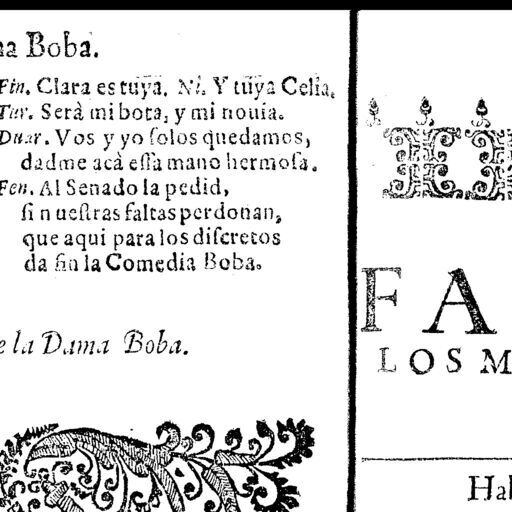 na Boba.
Fin. Clara es tuya. Ni. Y tuya Celia.
Tur. Serà mi bota, y mi nouia.
Duar. Vos y yo ſolos quedamos,
dadme acà eſſa mano hermoſa.
Fen. Al Senado la pedid,
ſi nueſtras faltas perdonan,
que aqui para los diſcretos
da fin la Comedia Boba.
e la Dama Boba.
FA
LOS M
Hab